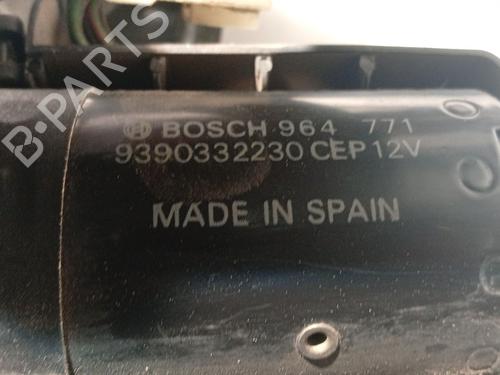 BOSCH 964 771
9390332230 CEP 12V
MADE IN SPAIN
B-PARTS